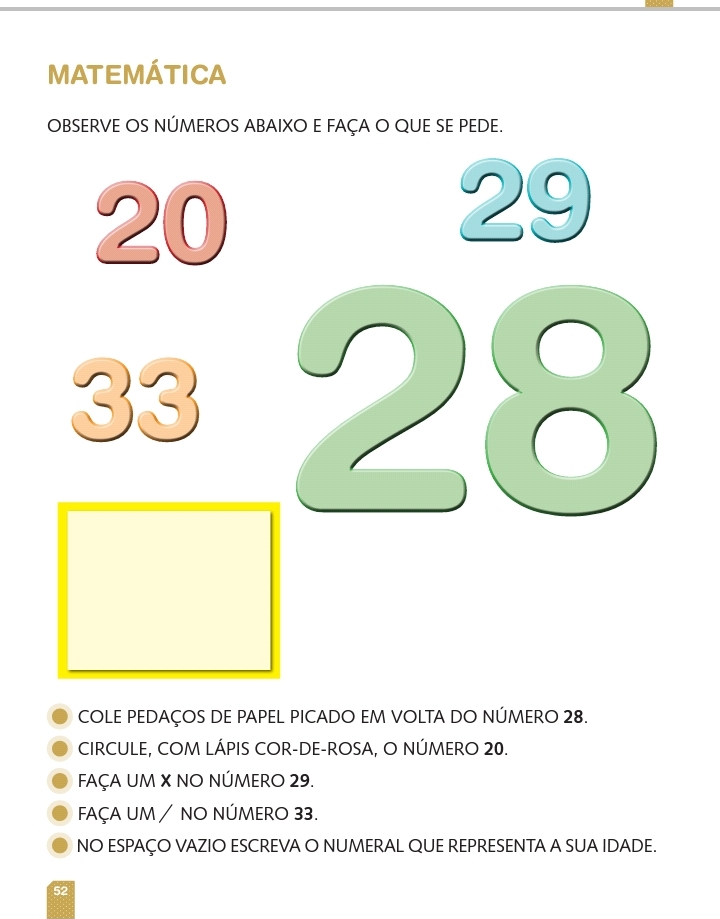 MATEMÁTICA
OBSERVE OS NÚMEROS ABAIXO E FAÇA O QUE SE PEDE.
20
29
28
33
COLE PEDAÇOS DE PAPEL PICADO EM VOLTA DO NÚMERO 28.
CIRCULE, COM LÁPIS COR-DE-ROSA, O NÚMERO 20.
FAÇA UM X NO NÚMERO 29.
FAÇA UM / NO NÚMERO 33.
NO ESPAÇO VAZIO ESCREVA O NUMERAL QUE REPRESENTA A SUA IDADE.
52